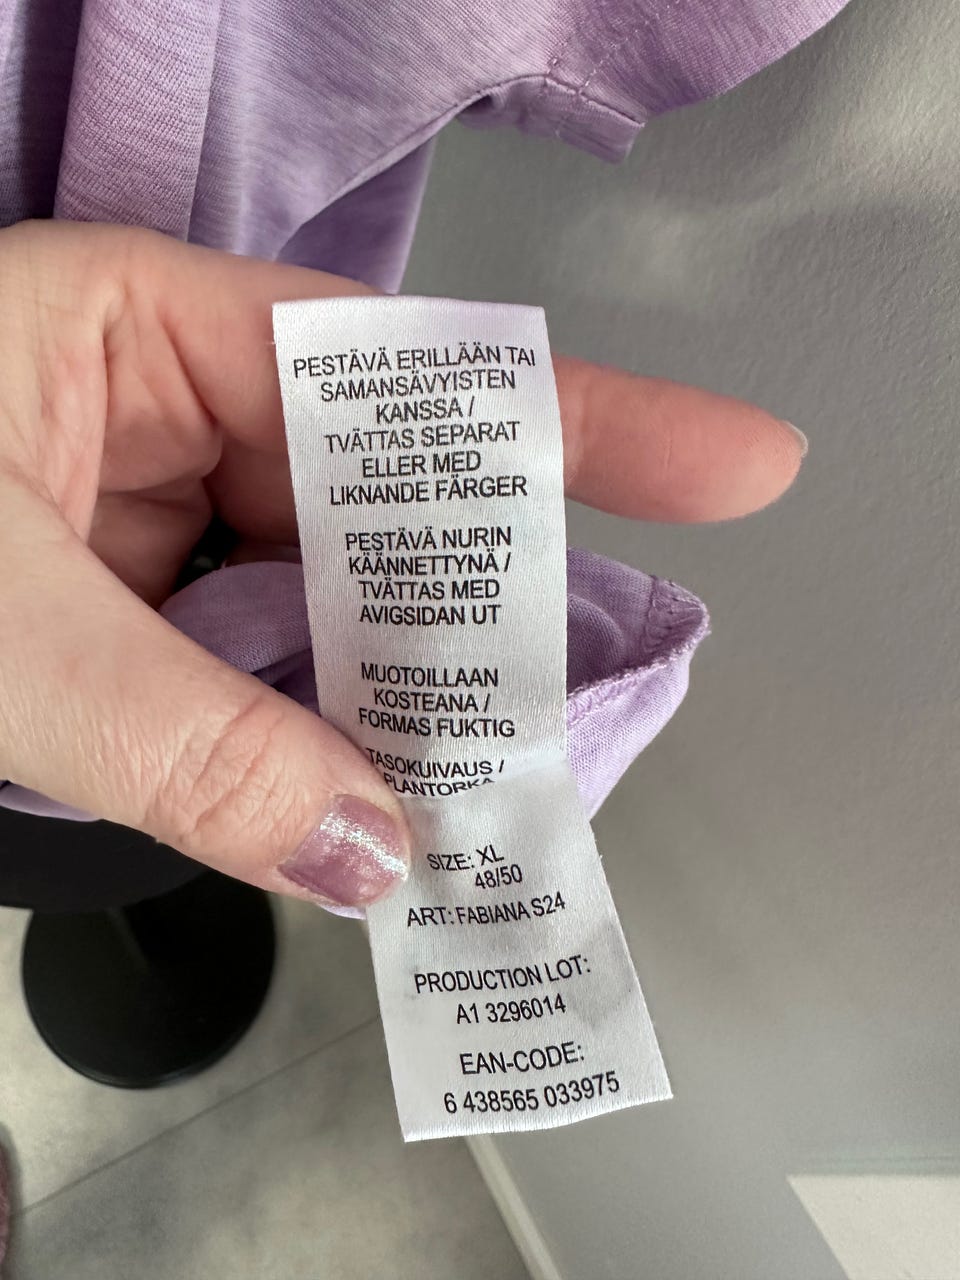 PESTÄVÄ ERILLÄÄN TAI
SAMANSÄVYISTEN
KANSSA /
TVÄTTAS SEPARAT
ELLER MED
LIKNANDE FÄRGER
PESTÄVÄ NURIN
KÄÄNNETTYNÄ /
TVÄTTAS MED
AVIGSIDAN UT
MUOTOILLAAN
KOSTEANA /
FORMAS FUKTIG
TASOKUIVAUS /
PLANTORKA
SIZE: XL
48/50
ART: FABIANA S24
PRODUCTION LOT:
A1 3296014
EAN-CODE:
6 438565 033975